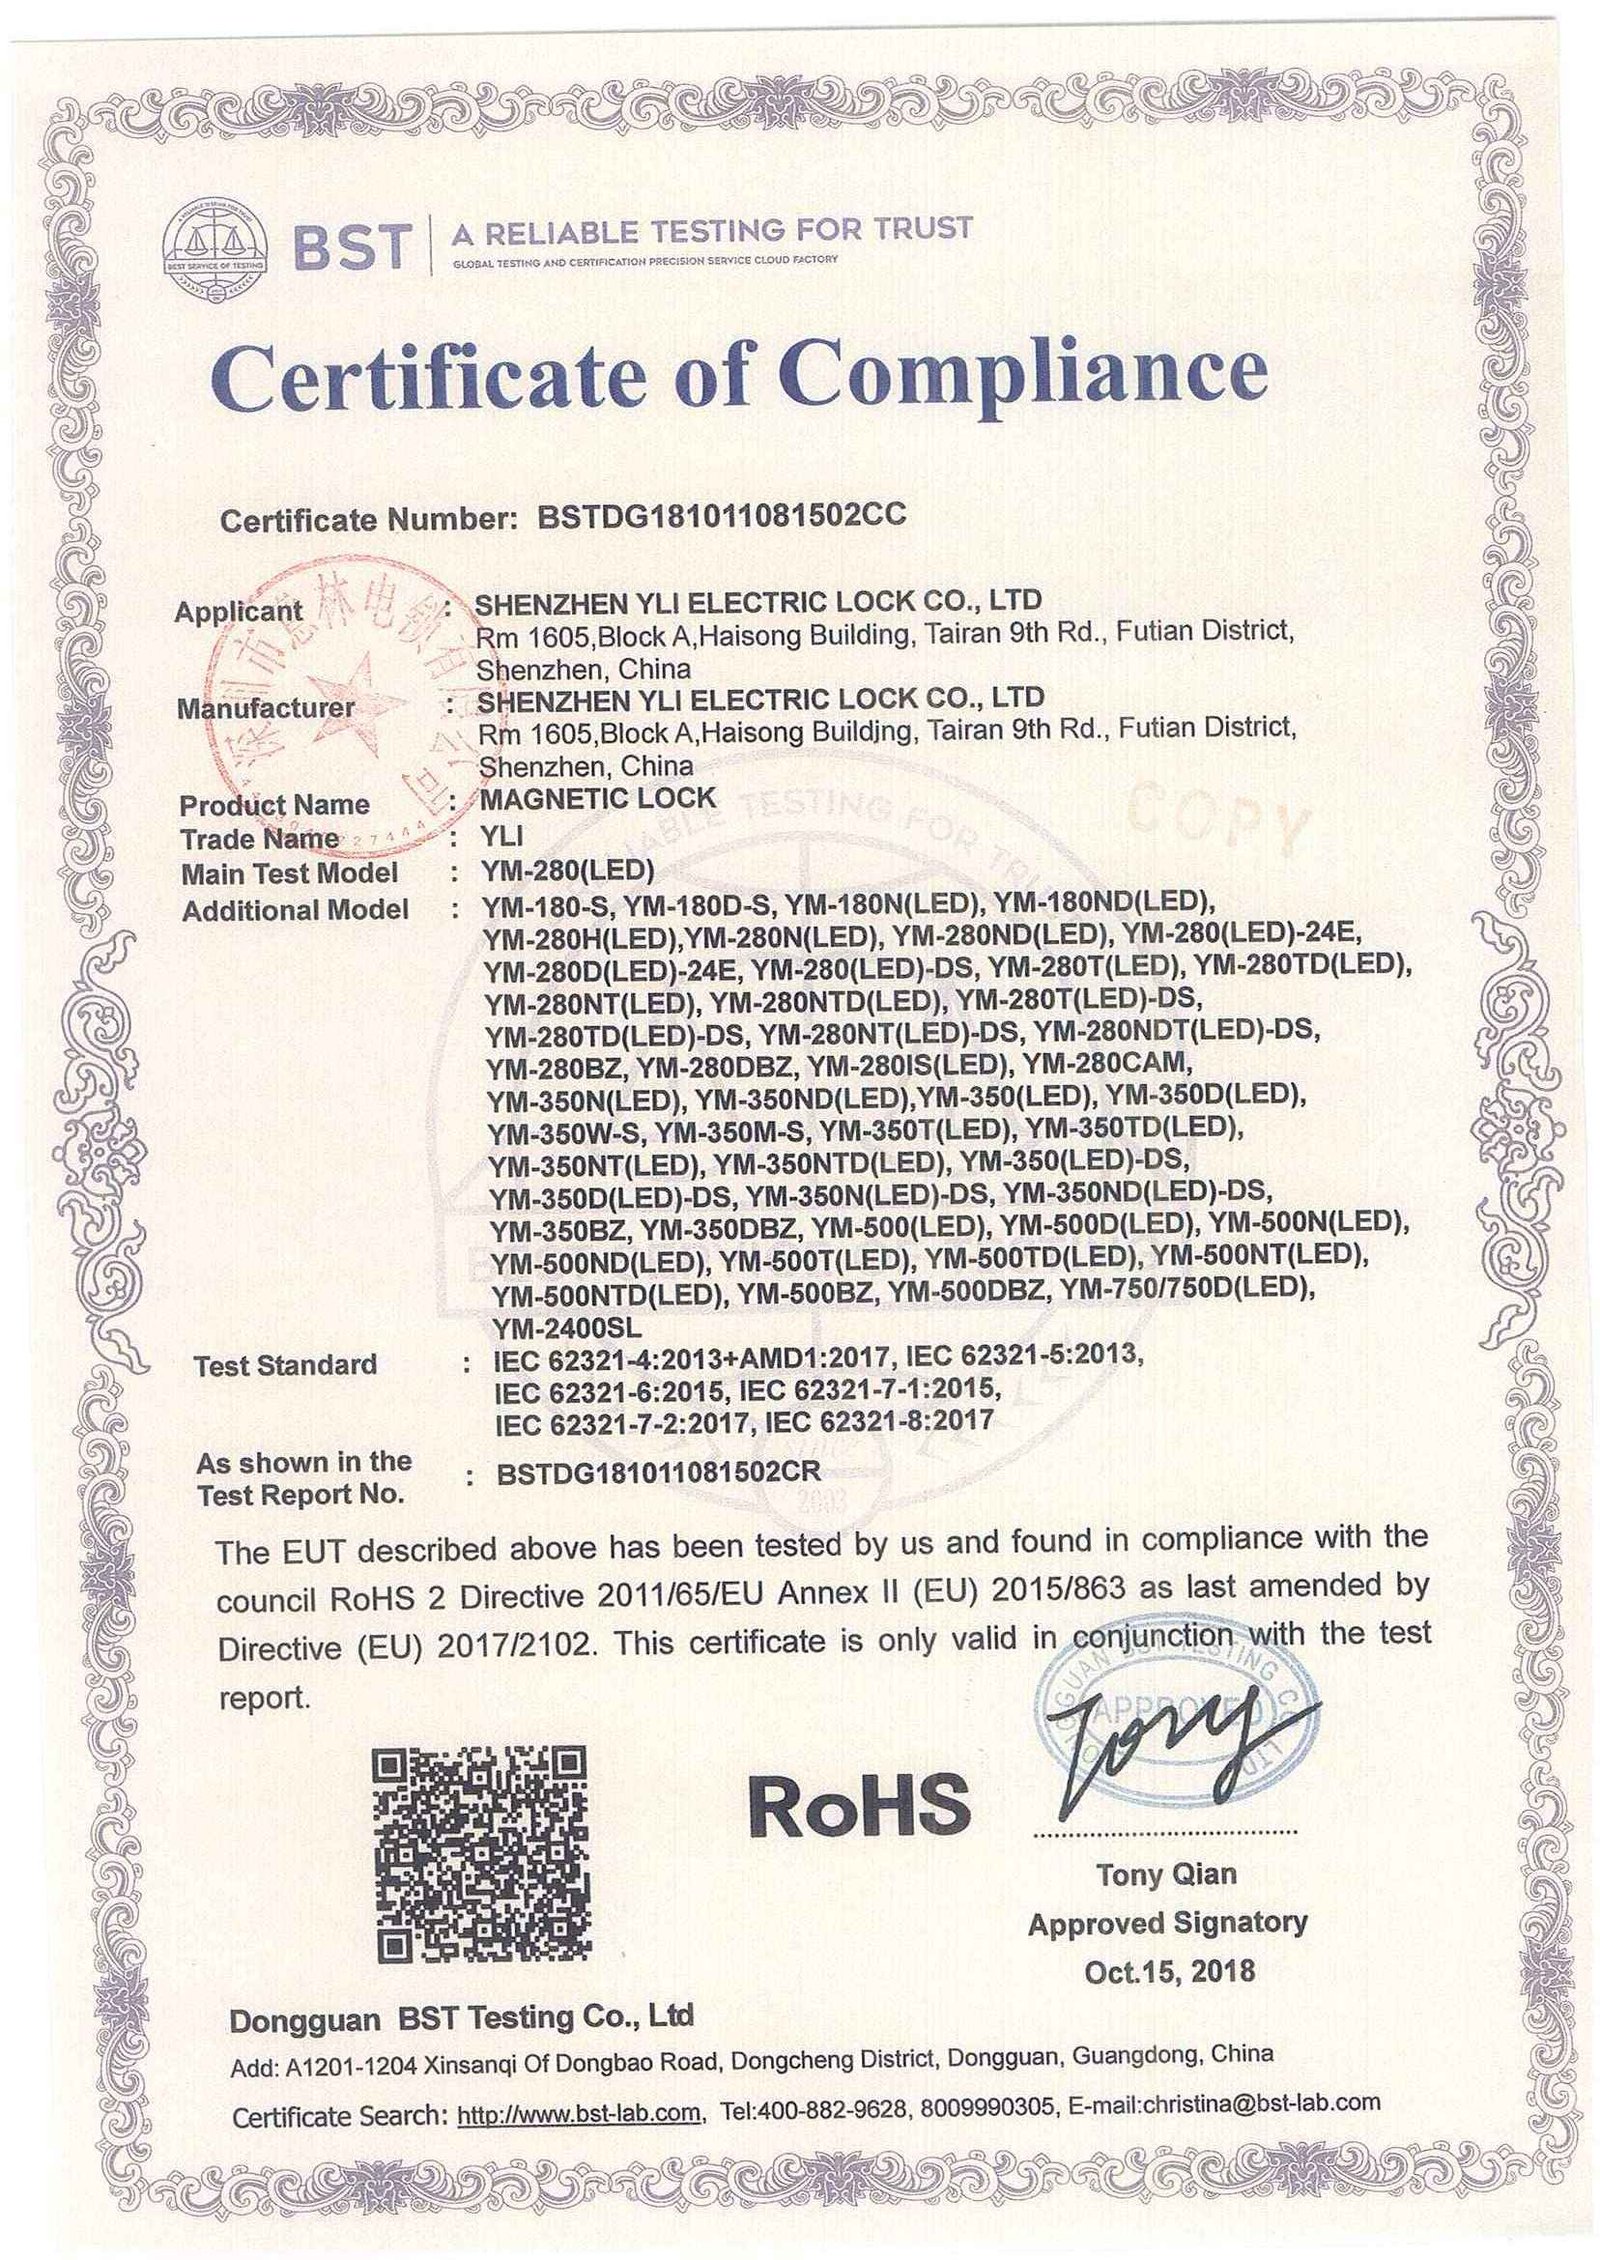 A RELIABLE TESTING FOR TRUST
BEST SERVICE OF TESTING
BST
A RELIABLE TESTING FOR TRUST
GLOBAL TESTING AND CERTIFICATION PRECISION SERVICE CLOUD FACTORY
Certificate of Compliance
Certificate Number: BSTDG181011081502CC
Applicant : SHENZHEN YLI ELECTRIC LOCK CO., LTD
Rm 1605,Block A,Haisong Building, Tairan 9th Rd., Futian District,
Shenzhen, China
Manufacturer : SHENZHEN YLI ELECTRIC LOCK CO., LTD
Rm 1605,Block A,Haisong Building, Tairan 9th Rd., Futian District,
Shenzhen, China
Product Name : MAGNETIC LOCK
COPY
Trade Name : YLI
Main Test Model : YM-280(LED)
Additional Model : YM-180-S, YM-180D-S, YM-180N(LED), YM-180ND(LED),
YM-280H(LED),YM-280N(LED), YM-280ND(LED), YM-280(LED)-24E,
YM-280D(LED)-24E, YM-280(LED)-DS, YM-280T(LED), YM-280TD(LED),
YM-280NT(LED), YM-280NTD(LED), YM-280T(LED)-DS,
YM-280TD(LED)-DS, YM-280NT(LED)-DS, YM-280NDT(LED)-DS,
YM-280BZ, YM-280DBZ, YM-280IS(LED), YM-280CAM,
YM-350N(LED), YM-350ND(LED),YM-350(LED), YM-350D(LED),
YM-350W-S, YM-350M-S, YM-350T(LED), YM-350TD(LED),
YM-350NT(LED), YM-350NTD(LED), YM-350(LED)-DS,
YM-350D(LED)-DS, YM-350N(LED)-DS, YM-350ND(LED)-DS,
YM-350BZ, YM-350DBZ, YM-500(LED), YM-500D(LED), YM-500N(LED),
YM-500ND(LED), YM-500T(LED), YM-500TD(LED), YM-500NT(LED),
YM-500NTD(LED), YM-500BZ, YM-500DBZ, YM-750/750D(LED),
YM-2400SL
Test Standard : IEC 62321-4:2013+AMD1:2017, IEC 62321-5:2013,
IEC 62321-6:2015, IEC 62321-7-1:2015,
IEC 62321-7-2:2017, IEC 62321-8:2017
As shown in the
Test Report No. : BSTDG181011081502CR
The EUT described above has been tested by us and found in compliance with the
council RoHS 2 Directive 2011/65/EU Annex II (EU) 2015/863 as last amended by
Directive (EU) 2017/2102. This certificate is only valid in conjunction with the test
report.
APPROVED
Tony
RoHS
Tony Qian
Approved Signatory
Oct.15, 2018
Dongguan BST Testing Co., Ltd
Add: A1201-1204 Xinsanqi Of Dongbao Road, Dongcheng District, Dongguan, Guangdong, China
Certificate Search: http://www.bst-lab.com, Tel:400-882-9628, 8009990305, E-mail:christina@bst-lab.com